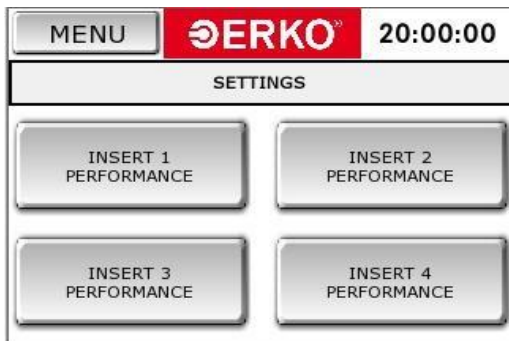 MENU ERKO® 20:00:00
SETTINGS
INSERT 1 INSERT 2
PERFORMANCE PERFORMANCE
INSERT 3 INSERT 4
PERFORMANCE PERFORMANCE